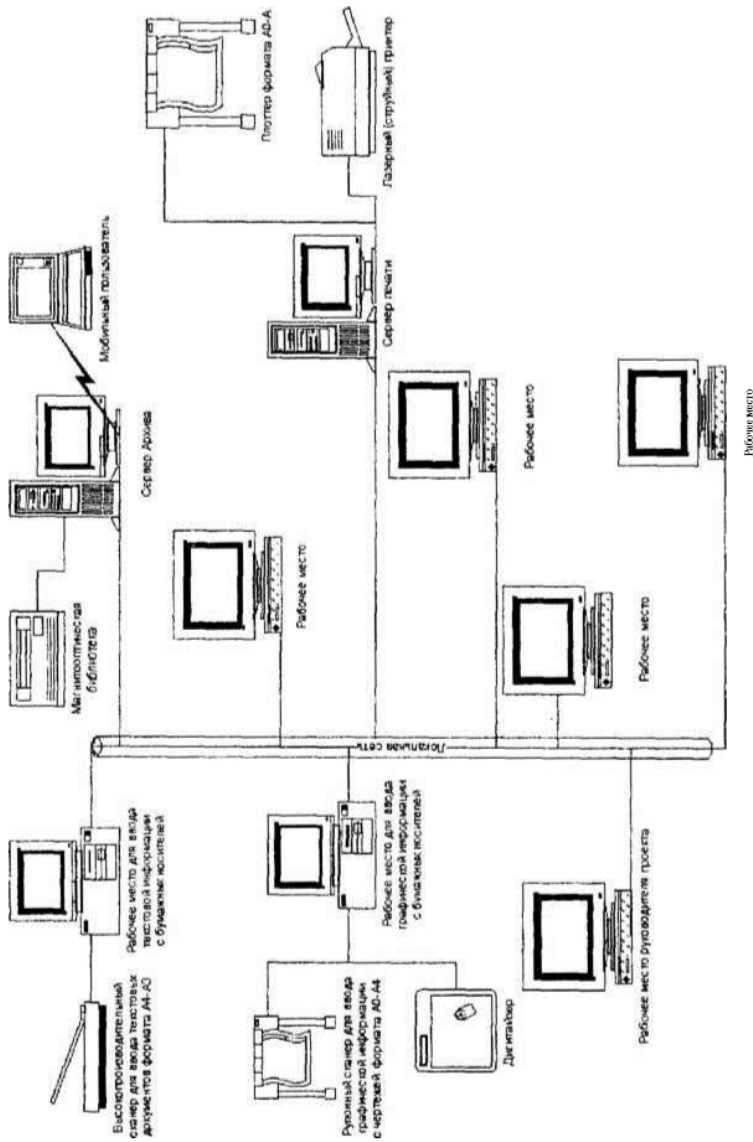 Плоттер формата А0-А
Лазерный (струйный) принтер
Мобильный пользователь
Сервер Архива
Сервер печати
Магнитооптическая
библиотека
Рабочее место
Рабочее место
Рабочее место
Рабочее место
Локальная сеть
Рабочее место для ввода
текстовой информации
с бумажных носителей
Рабочее место для ввода
графической информации
с бумажных носителей
Рабочее место руководителя проекта
Высокопроизводительный
сканер для ввода текстовых
документов формата А4-А3
Рулонный сканер для ввода
графической информации
с чертежей формата А0-А4
Дигитайзер